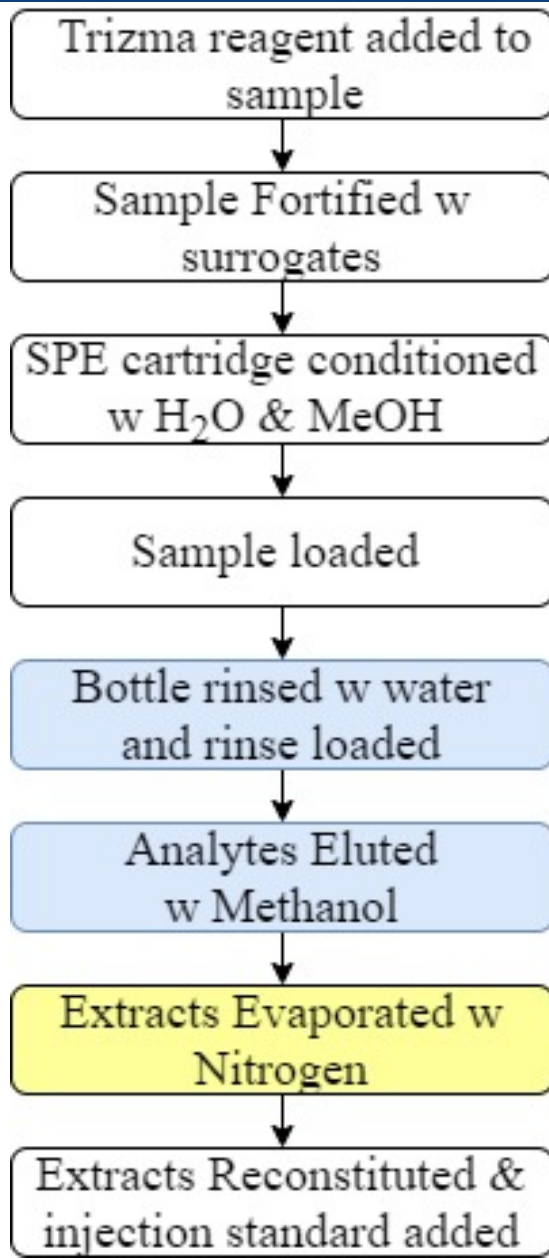 Trizma reagent added to
sample
Sample Fortified w
surrogates
SPE cartridge conditioned
w H₂O & MeOH
Sample loaded
Bottle rinsed w water
and rinse loaded
Analytes Eluted
w Methanol
Extracts Evaporated w
Nitrogen
Extracts Reconstituted &
injection standard added